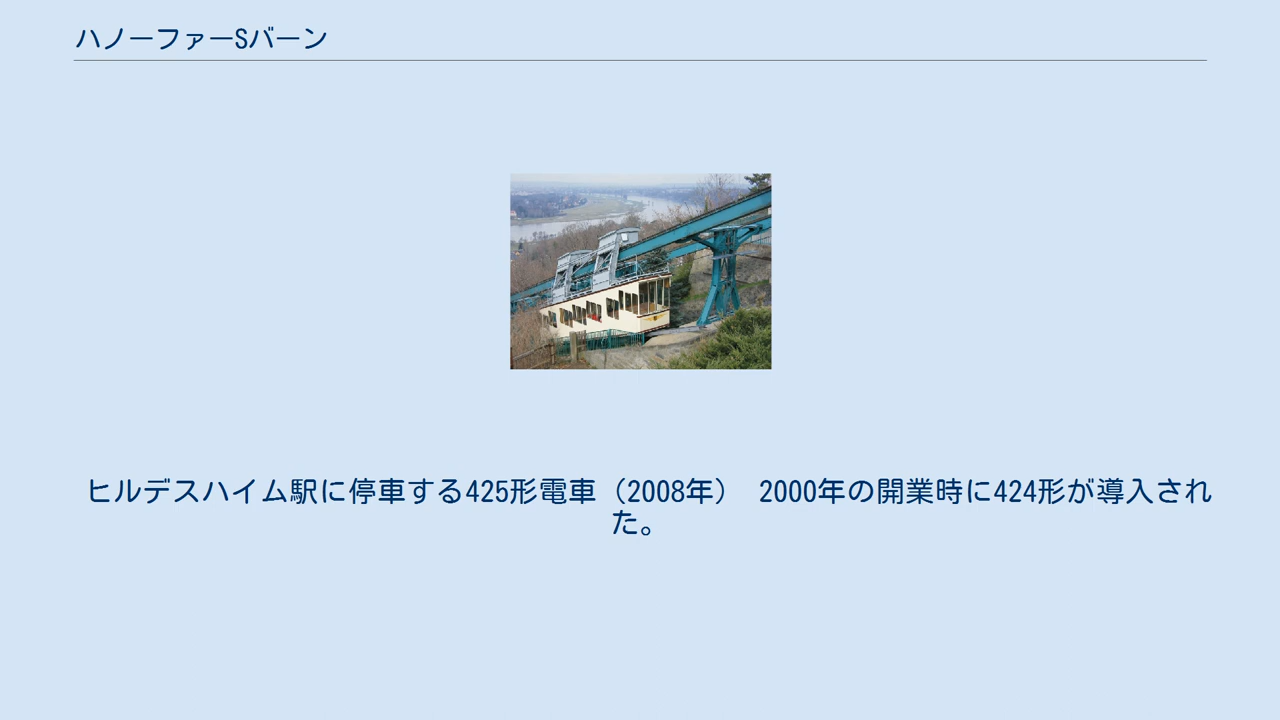 ハノーファーSバーン
ヒルデスハイム駅に停車する425形電車（2008年） 2000年の開業時に424形が導入され
た。